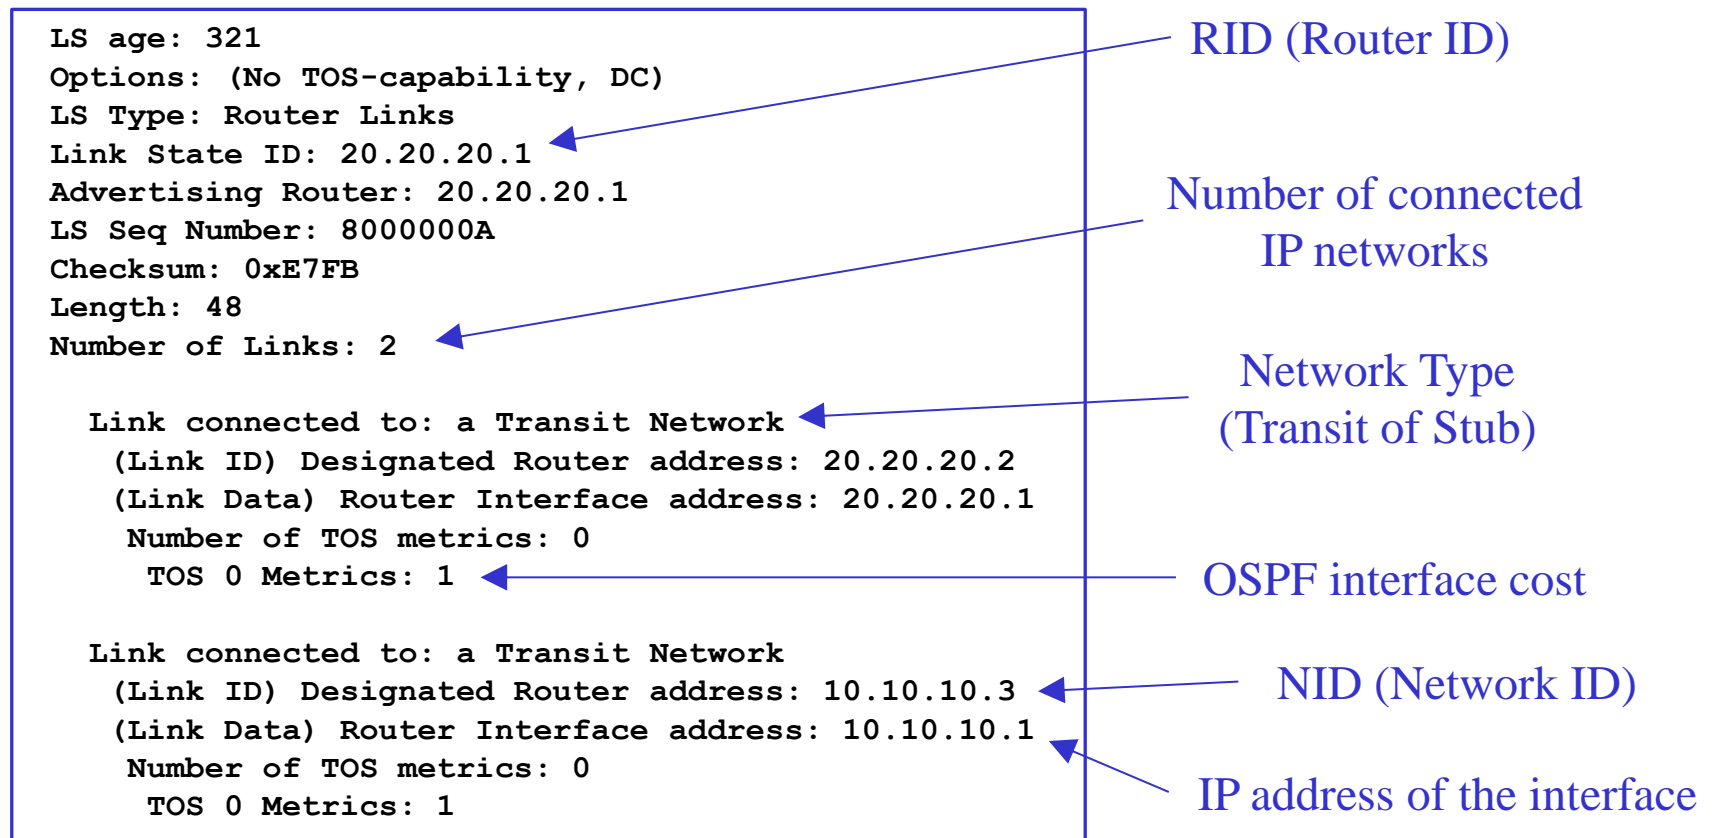 LS age: 321
Options: (No TOS-capability, DC)
LS Type: Router Links
Link State ID: 20.20.20.1
Advertising Router: 20.20.20.1
LS Seq Number: 8000000A
Checksum: 0xE7FB
Length: 48
Number of Links: 2
Link connected to: a Transit Network
(Link ID) Designated Router address: 20.20.20.2
(Link Data) Router Interface address: 20.20.20.1
Number of TOS metrics: 0
TOS 0 Metrics: 1
Link connected to: a Transit Network
(Link ID) Designated Router address: 10.10.10.3
(Link Data) Router Interface address: 10.10.10.1
Number of TOS metrics: 0
TOS 0 Metrics: 1
RID (Router ID)
Number of connected
IP networks
Network Type
(Transit of Stub)
OSPF interface cost
NID (Network ID)
IP address of the interface